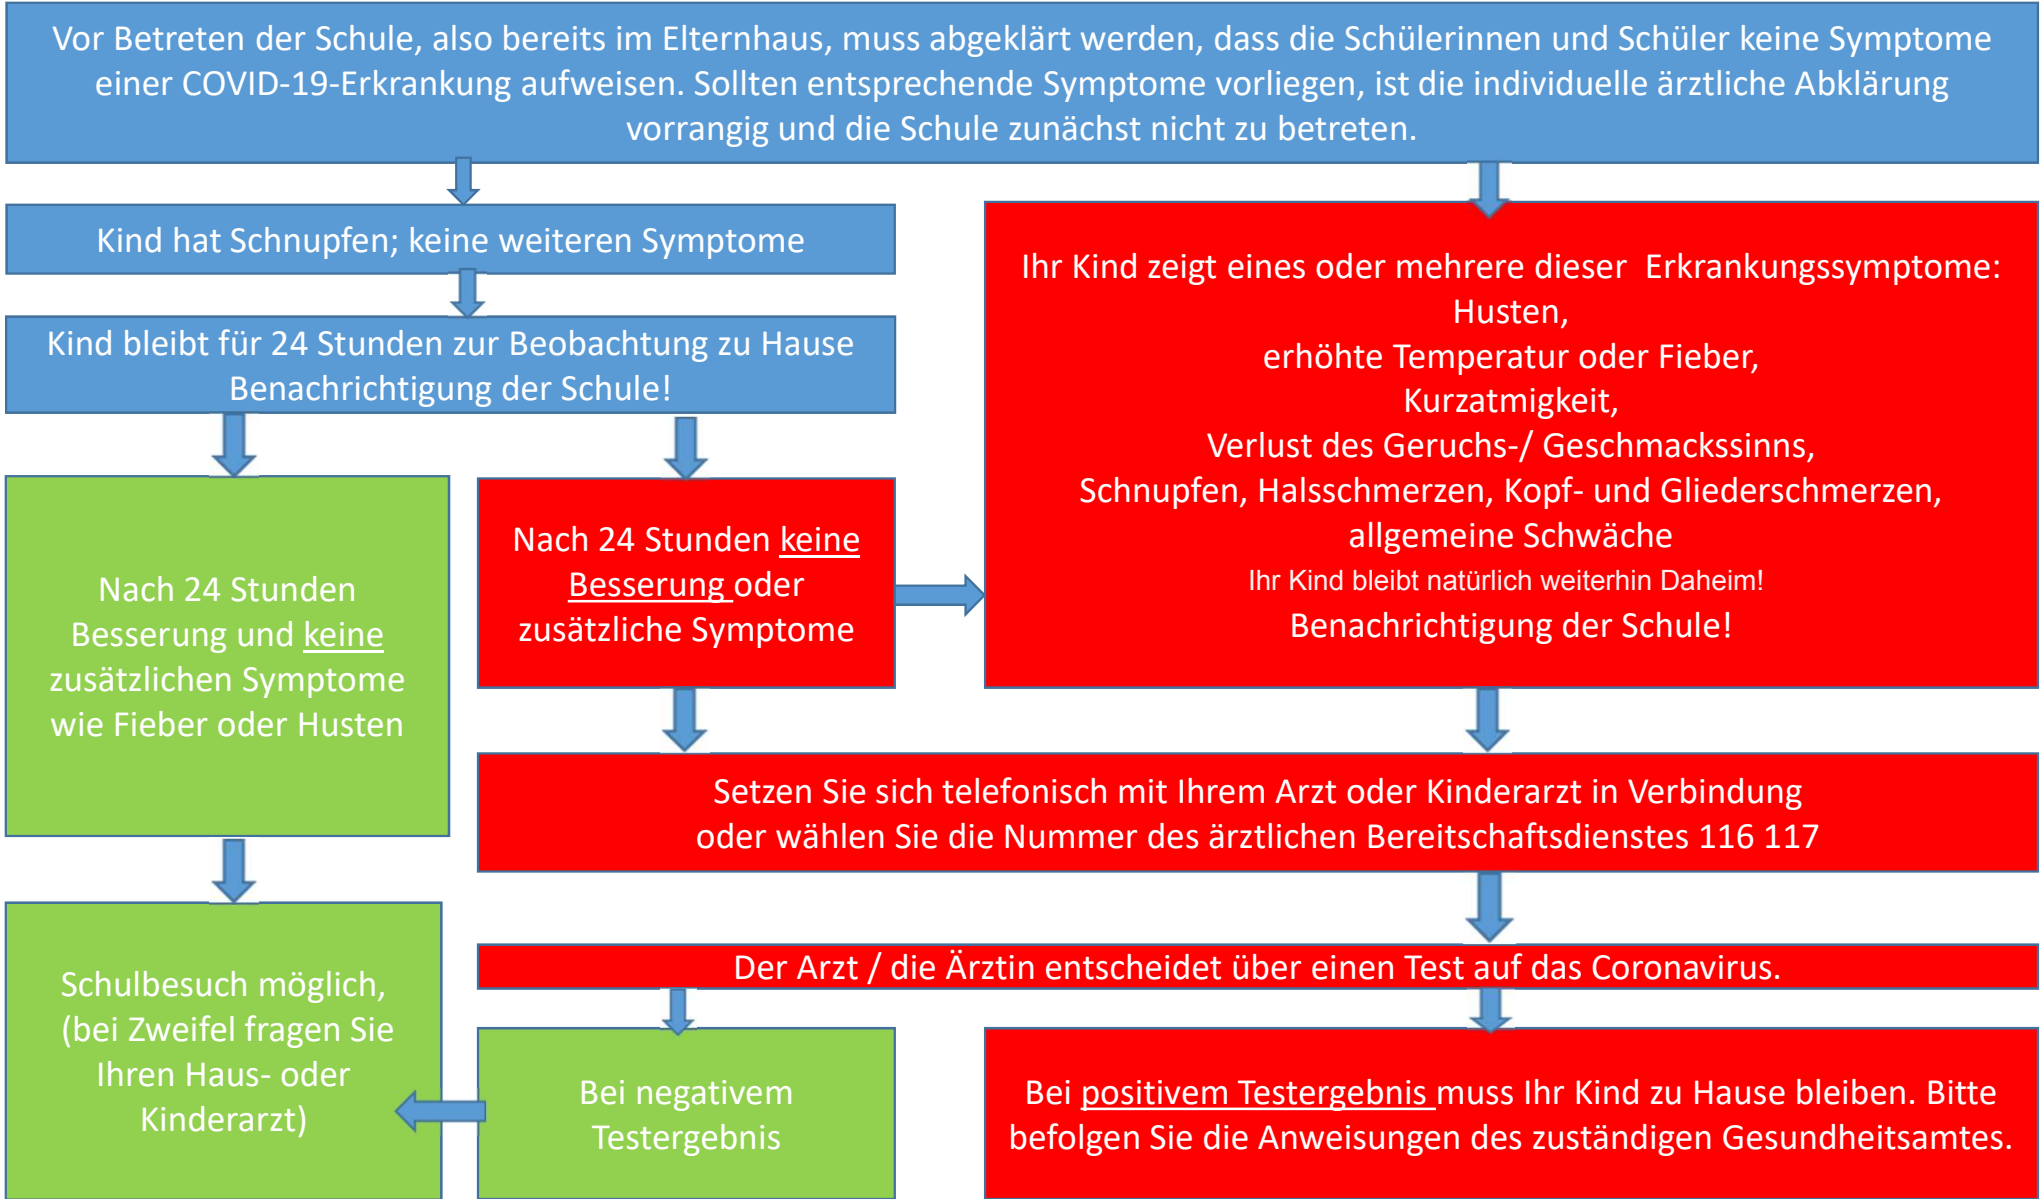 Vor Betreten der Schule, also bereits im Elternhaus, muss abgeklärt werden, dass die Schülerinnen und Schüler keine Symptome
einer COVID-19-Erkrankung aufweisen. Sollten entsprechende Symptome vorliegen, ist die individuelle ärztliche Abklärung
vorrangig und die Schule zunächst nicht zu betreten.
Kind hat Schnupfen; keine weiteren Symptome
Kind bleibt für 24 Stunden zur Beobachtung zu Hause
Benachrichtigung der Schule!
Ihr Kind zeigt eines oder mehrere dieser Erkrankungssymptome:
Husten,
erhöhte Temperatur oder Fieber,
Kurzatmigkeit,
Verlust des Geruchs-/ Geschmackssinns,
Schnupfen, Halsschmerzen, Kopf- und Gliederschmerzen,
allgemeine Schwäche
Ihr Kind bleibt natürlich weiterhin Daheim!
Benachrichtigung der Schule!
Nach 24 Stunden
Besserung und keine
zusätzlichen Symptome
wie Fieber oder Husten
Nach 24 Stunden keine
Besserung oder
zusätzliche Symptome
Setzen Sie sich telefonisch mit Ihrem Arzt oder Kinderarzt in Verbindung
oder wählen Sie die Nummer des ärztlichen Bereitschaftsdienstes 116 117
Der Arzt / die Ärztin entscheidet über einen Test auf das Coronavirus.
Schulbesuch möglich,
(bei Zweifel fragen Sie
Ihren Haus- oder
Kinderarzt)
Bei negativem
Testergebnis
Bei positivem Testergebnis muss Ihr Kind zu Hause bleiben. Bitte
befolgen Sie die Anweisungen des zuständigen Gesundheitsamtes.